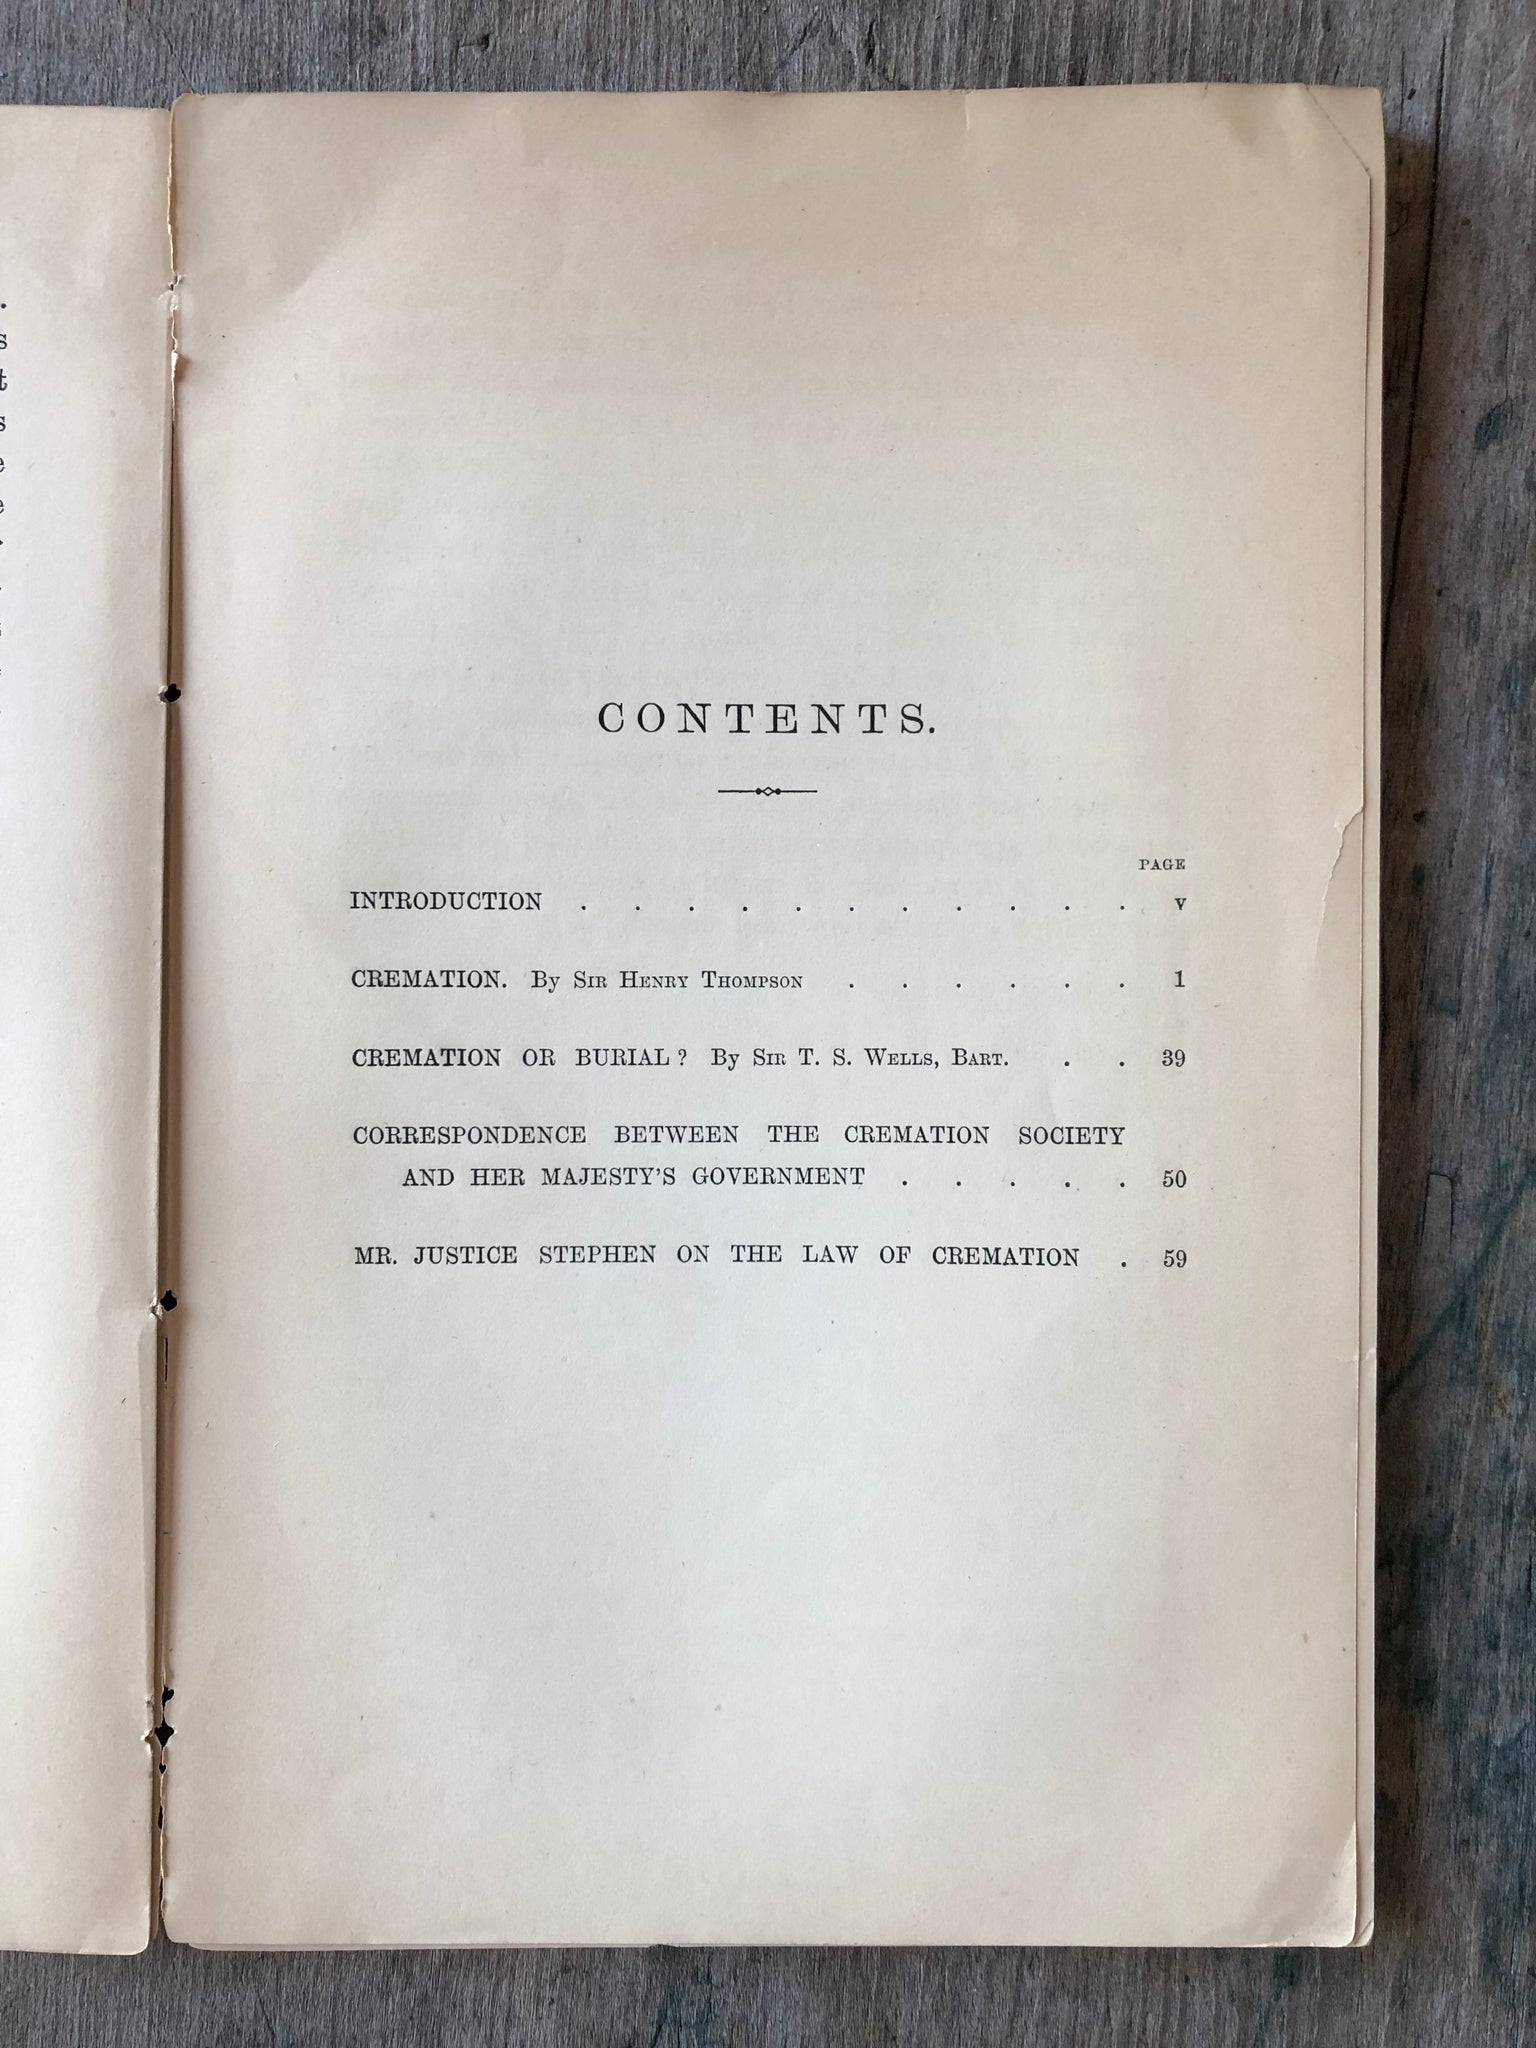 CONTENTS.
PAGE
INTRODUCTION . . . . . . . . . . . v
CREMATION. By Sir Henry Thompson . . . . . . 1
CREMATION OR BURIAL? By Sir T. S. Wells, Bart. . . 39
CORRESPONDENCE BETWEEN THE CREMATION SOCIETY
AND HER MAJESTY'S GOVERNMENT . . . . . 50
MR. JUSTICE STEPHEN ON THE LAW OF CREMATION . 59